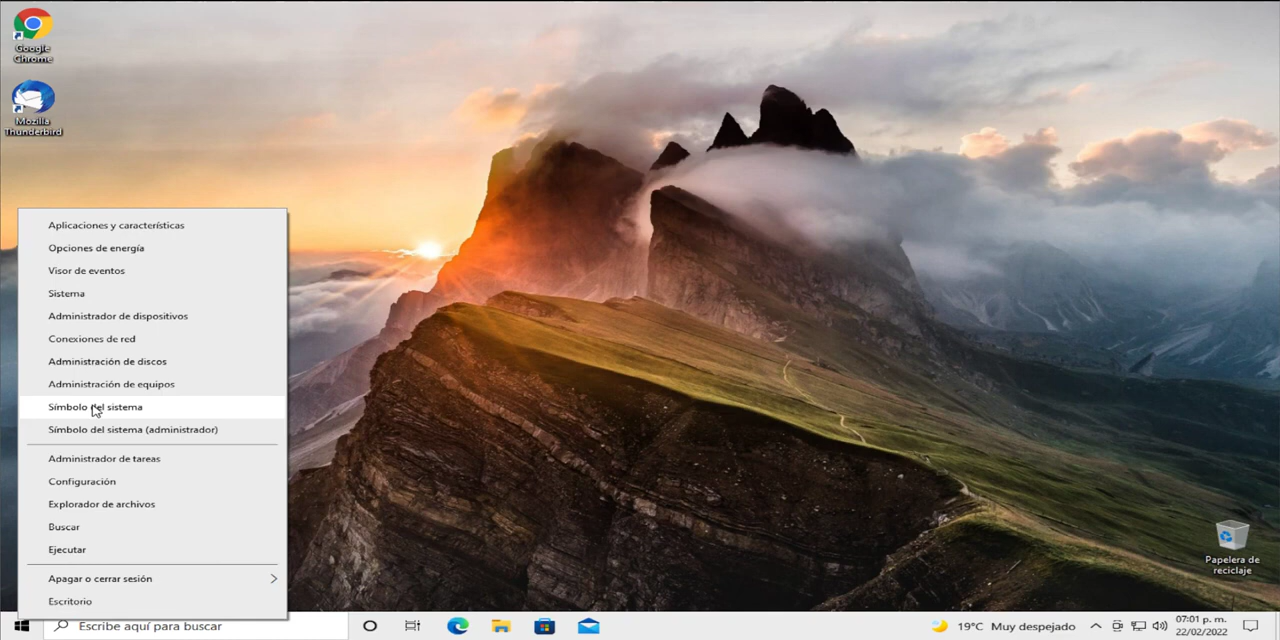 Google
Chrome
Mozilla
Thunderbird
Aplicaciones y características
Opciones de energía
Visor de eventos
Sistema
Administrador de dispositivos
Conexiones de red
Administración de discos
Administración de equipos
Símbolo del sistema
Símbolo del sistema (administrador)
Administrador de tareas
Configuración
Explorador de archivos
Buscar
Ejecutar
Apagar o cerrar sesión
Escritorio
Papelera de
reciclaje
Escribe aquí para buscar
19°C Muy despejado
07:01 p. m.
22/02/2022